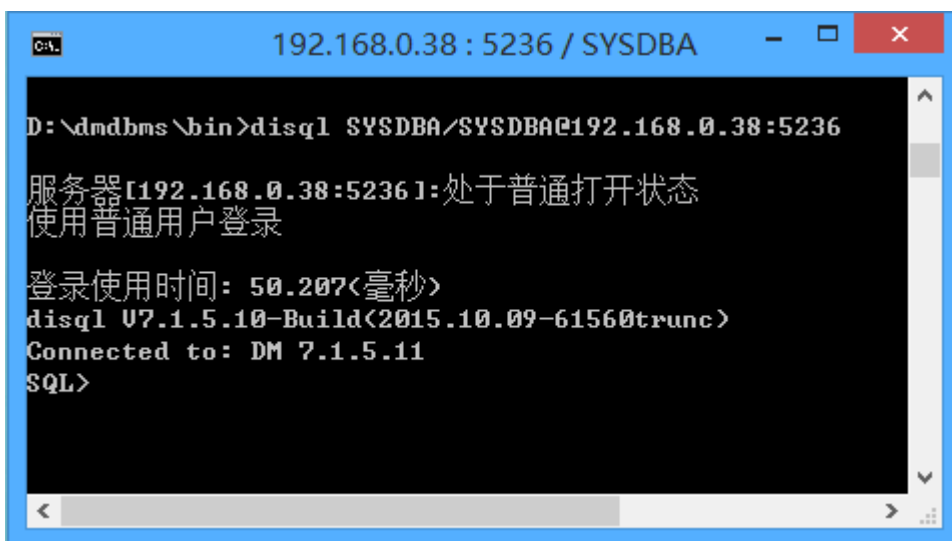 C:\.
192.168.0.38 : 5236 / SYSDBA
D:\dmdbms\bin>disql SYSDBA/SYSDBA@192.168.0.38:5236
服务器[192.168.0.38:5236]:处于普通打开状态
使用普通用户登录
登录使用时间: 50.207(毫秒)
disql V7.1.5.10-Build(2015.10.09-61560trunc)
Connected to: DM 7.1.5.11
SQL>